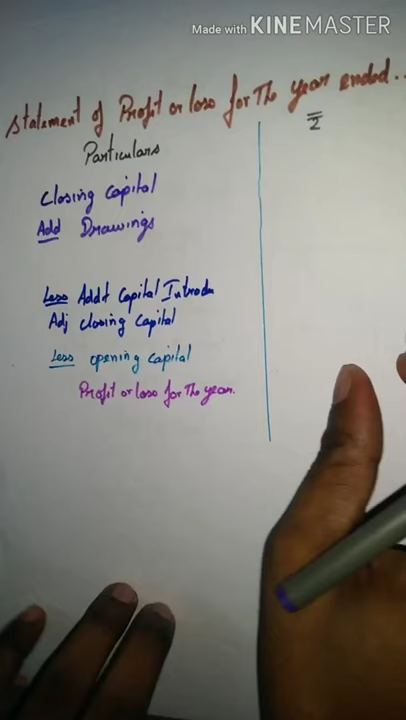 Made with KINEMASTER
Statement of Profit or loss for The year ended..
Particulars
₹
Closing Capital
Add Drawings
Less Addt Capital Introdu
Adj closing Capital
Less opening Capital
Profit or loss for The year.